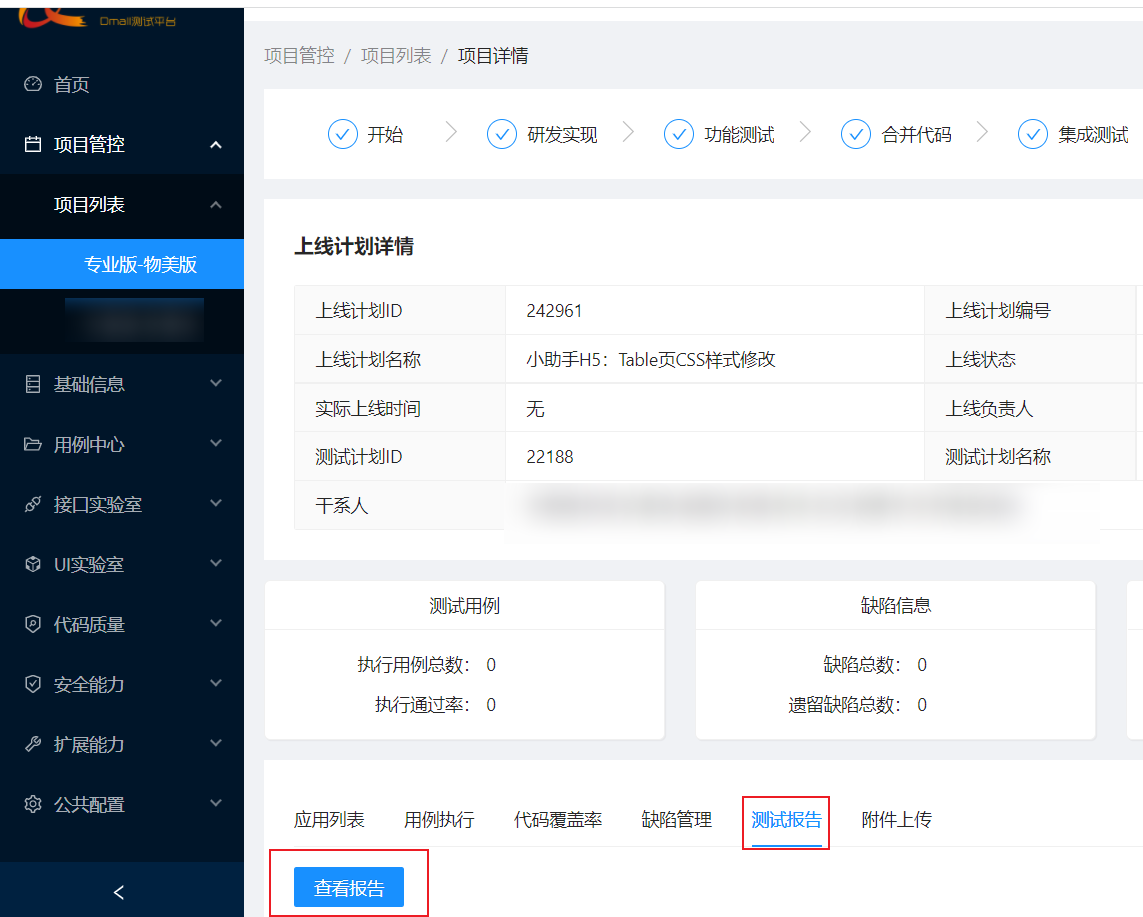 Dmall测试平台
首页
项目管控
项目列表
专业版-物美版
基础信息
用例中心
接口实验室
UI实验室
代码质量
安全能力
扩展能力
公共配置
项目管控 / 项目列表 / 项目详情
开始 研发实现 功能测试 合并代码 集成测试
上线计划详情
上线计划ID 242961 上线计划编号
上线计划名称 小助手H5：Table页CSS样式修改 上线状态
实际上线时间 无 上线负责人
测试计划ID 22188 测试计划名称
干系人
测试用例
执行用例总数： 0
执行通过率： 0
缺陷信息
缺陷总数： 0
遗留缺陷总数： 0
应用列表 用例执行 代码覆盖率 缺陷管理 测试报告 附件上传
查看报告